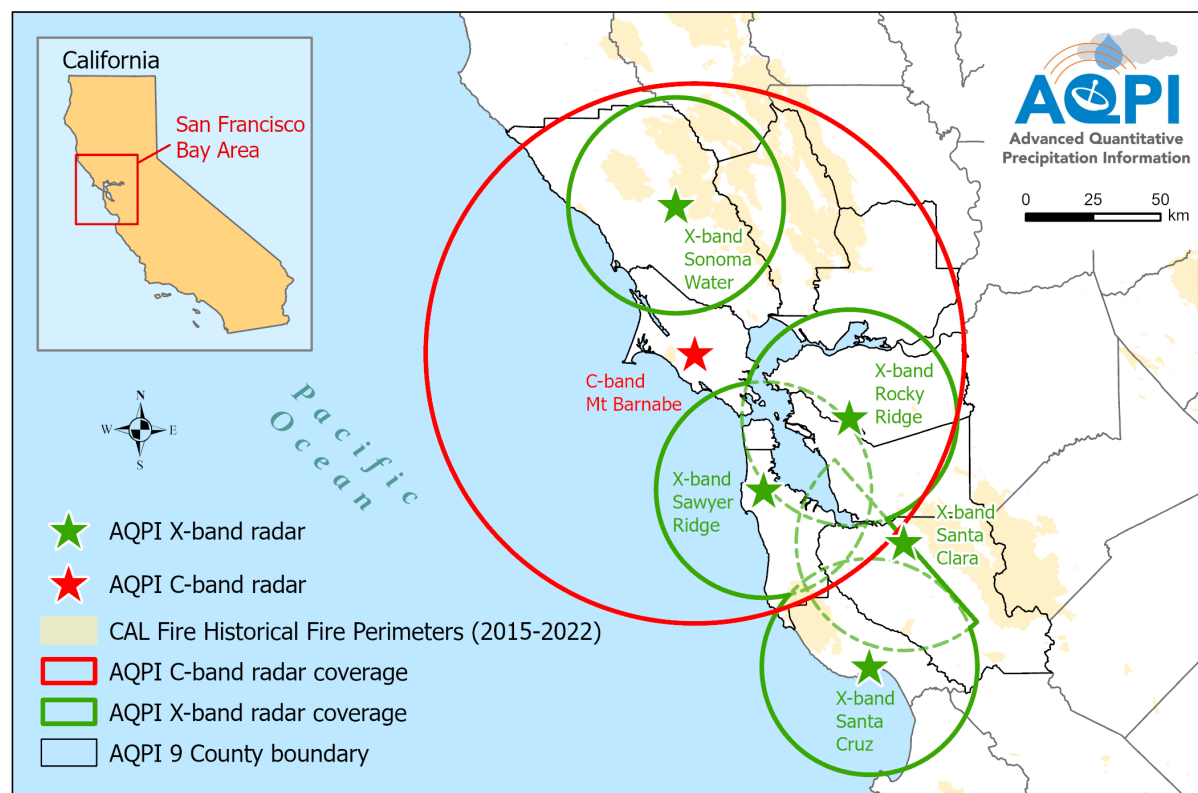 California
San Francisco
Bay Area
AQPI
Advanced Quantitative
Precipitation Information
0 25 50
km
X-band
Sonoma
Water
C-band
Mt Barnabe
X-band
Rocky
Ridge
X-band
Sawyer
Ridge
X-band
Santa
Clara
X-band
Santa
Cruz
N
W E
S
Pacific
Ocean
AQPI X-band radar
AQPI C-band radar
CAL Fire Historical Fire Perimeters (2015-2022)
AQPI C-band radar coverage
AQPI X-band radar coverage
AQPI 9 County boundary